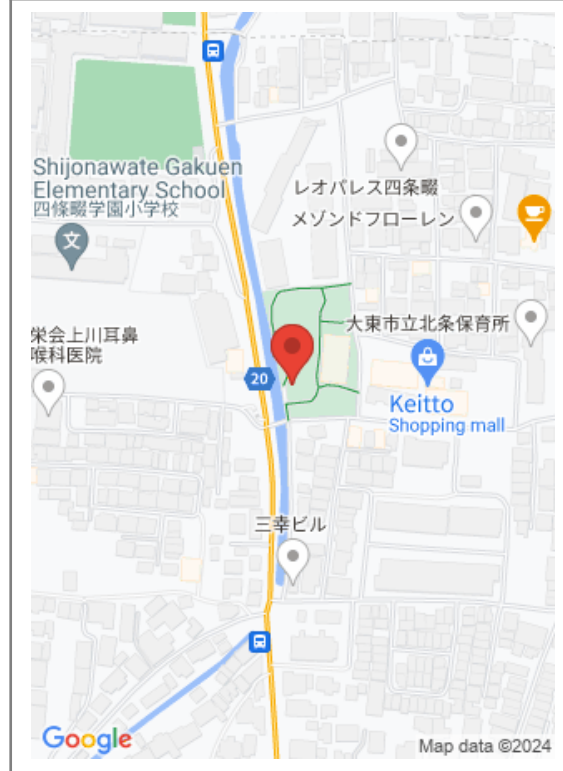 Shijonawate Gakuen
Elementary School
四條畷学園小学校
文
レオパレス四条畷
メゾンドフローレン
栄会上川耳鼻
喉科医院
大東市立北条保育所
20
Keitto
Shopping mall
三幸ビル
Google
Map data ©2024